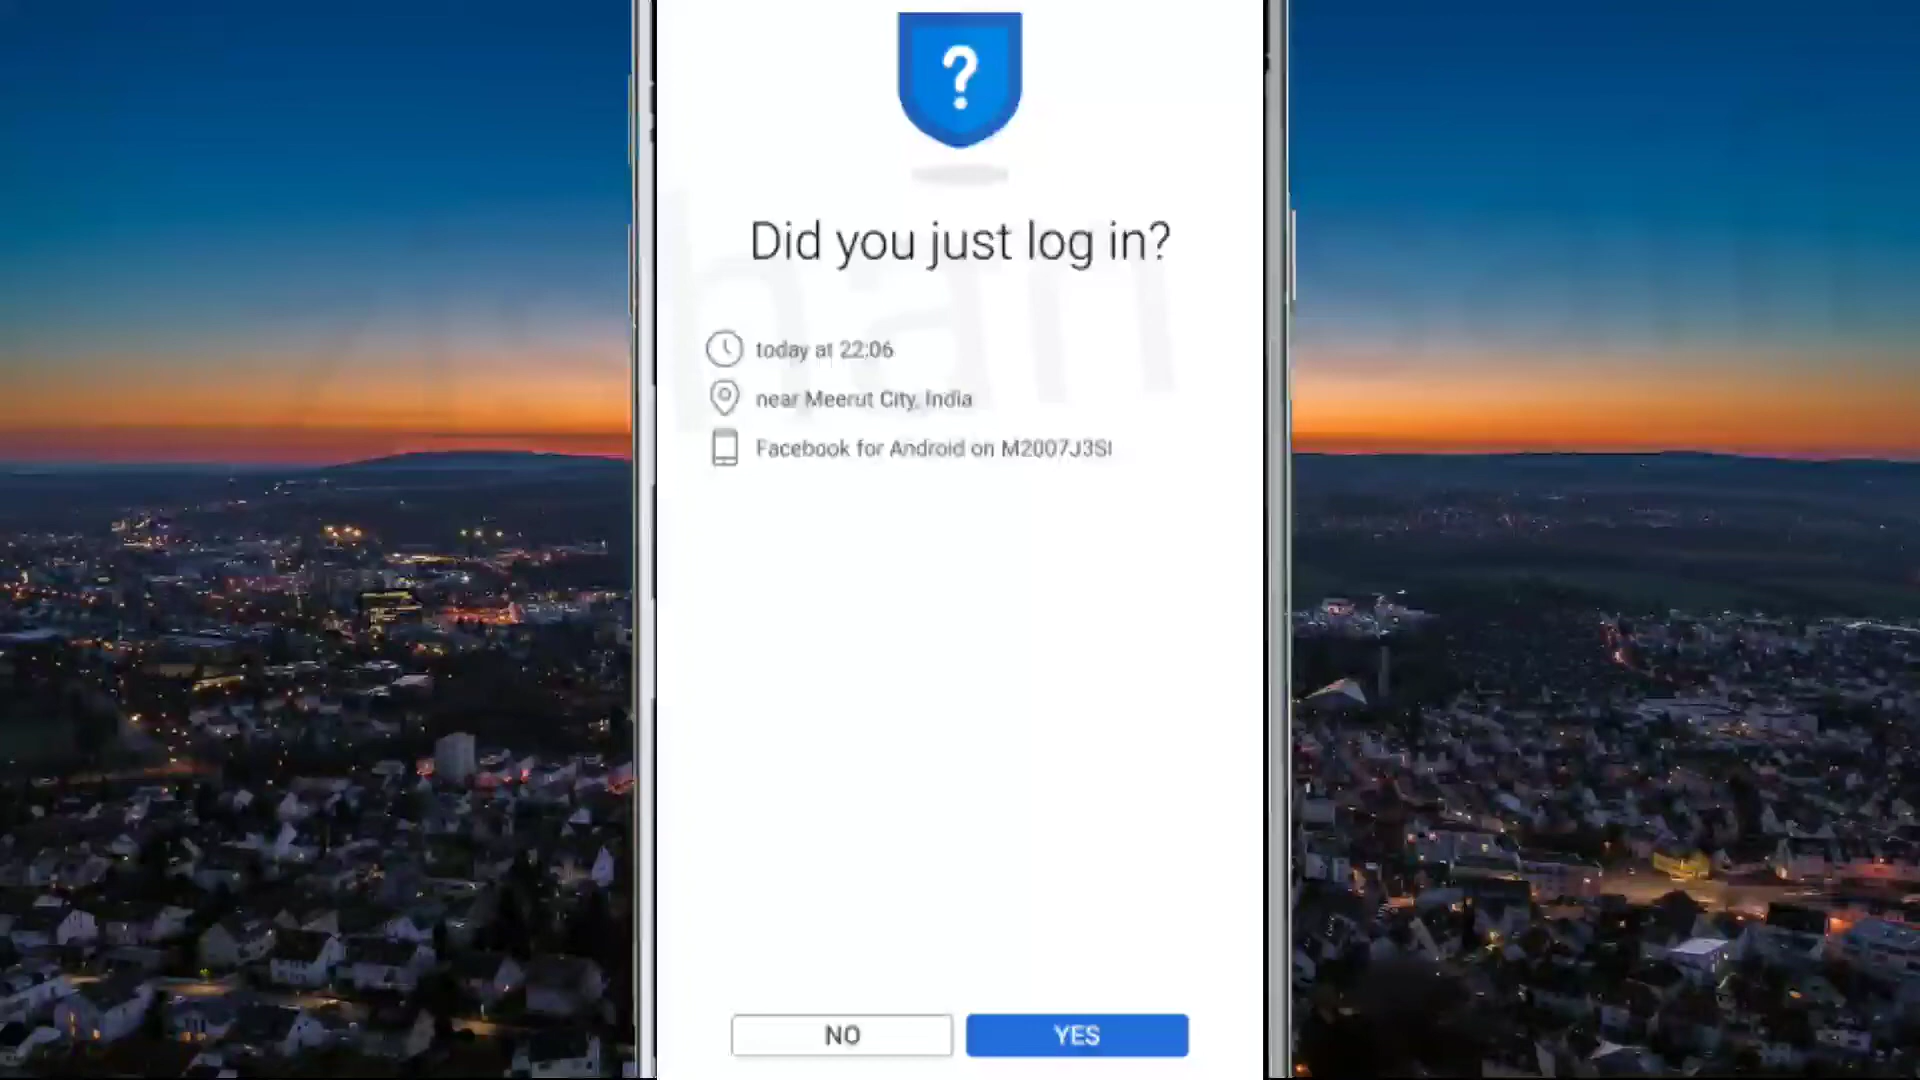 ?
Did you just log in?
today at 22:06
near Meerut City, India
Facebook for Android on M2007J3SI
NO
YES